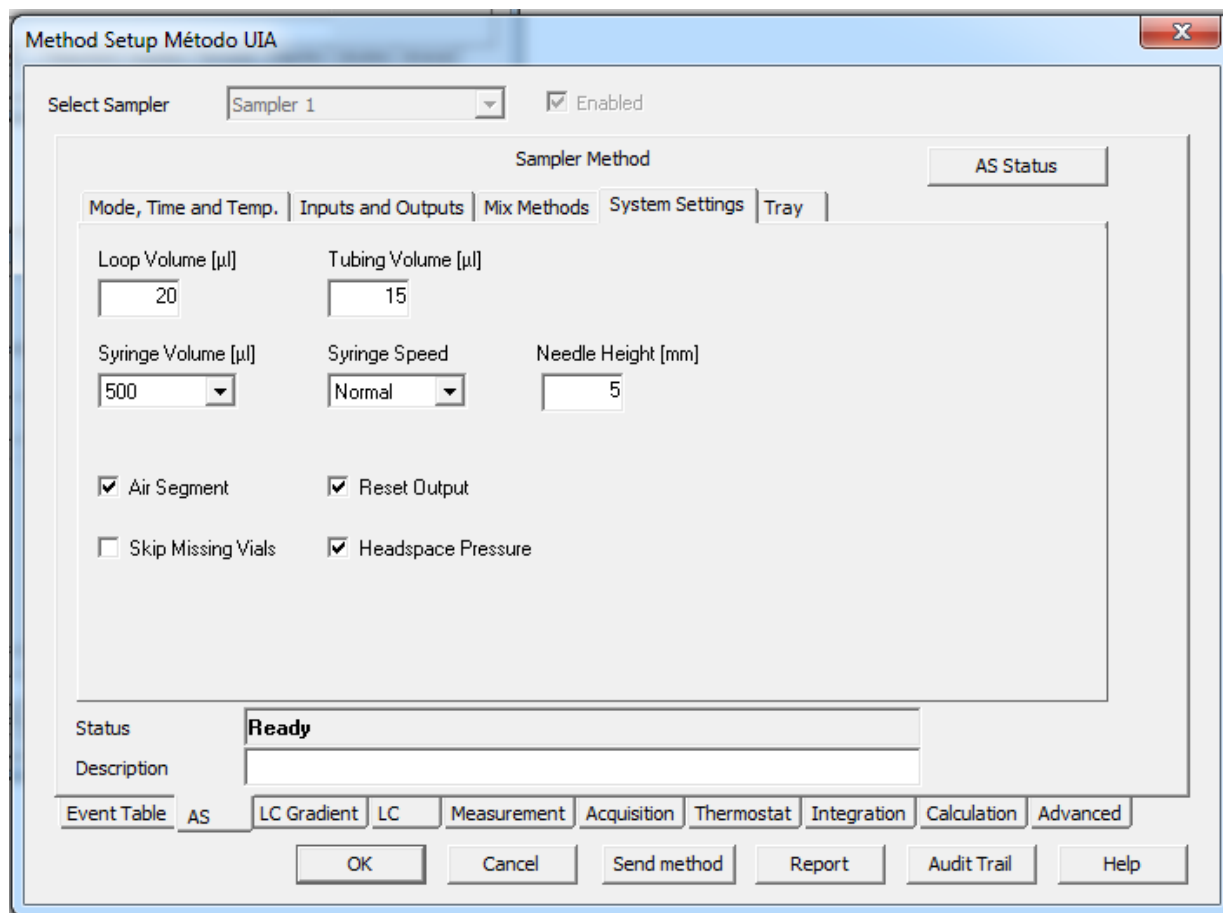 Method Setup Método UIA
Select Sampler Sampler 1 Enabled
Sampler Method AS Status
Mode, Time and Temp. Inputs and Outputs Mix Methods System Settings Tray
Loop Volume [µl] Tubing Volume [µl]
20 15
Syringe Volume [µl] Syringe Speed Needle Height [mm]
500 Normal 5
Air Segment Reset Output
Skip Missing Vials Headspace Pressure
Status Ready
Description
Event Table AS LC Gradient LC Measurement Acquisition Thermostat Integration Calculation Advanced
OK Cancel Send method Report Audit Trail Help